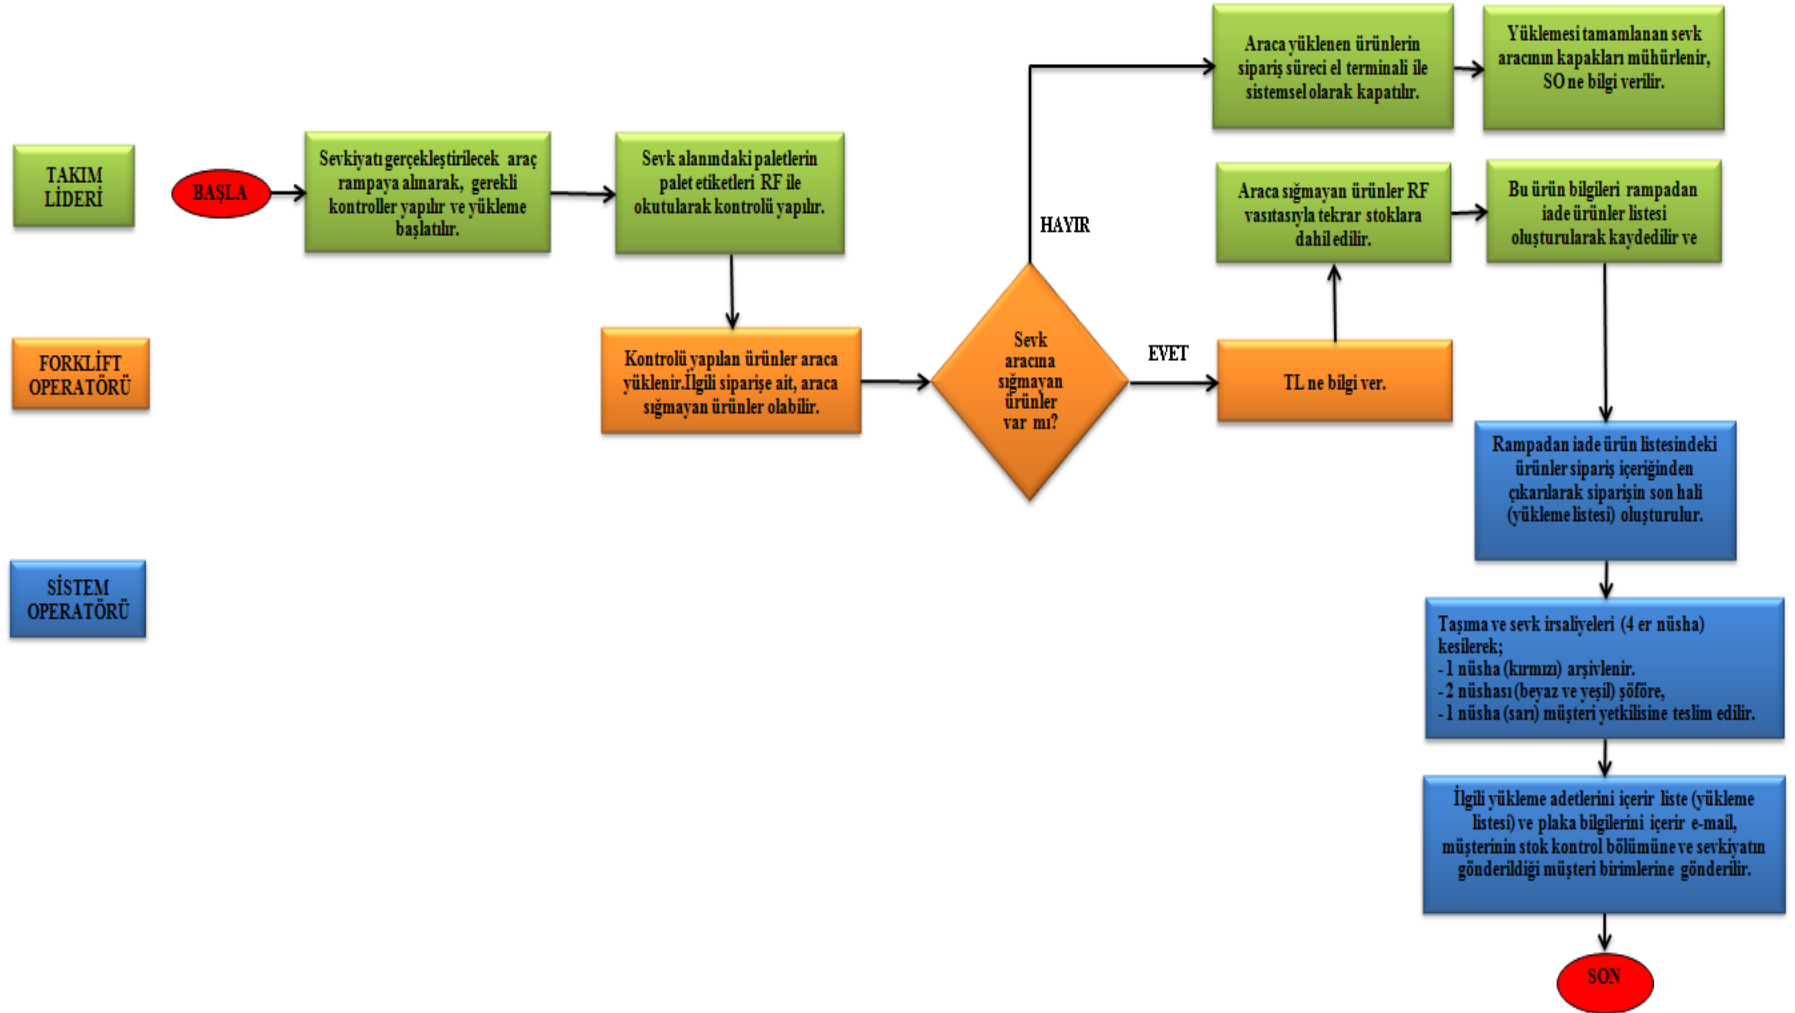 TAKIM
LİDERİ
BAŞLA
Sevkiyatı gerçekleştirilecek araç
rampaya alınarak, gerekli
kontroller yapılır ve yükleme
başlatılır.
Sevk alanındaki paletlerin
palet etiketleri RF ile
okutularak kontrolü yapılır.
FORKLİFT
OPERATÖRÜ
Kontrolü yapılan ürünler araca
yüklenir.İlgili siparişe ait, araca
sığmayan ürünler olabilir.
Sevk
aracına
sığmayan
ürünler
var mı?
HAYIR
Araca yüklenen ürünlerin
sipariş süreci el terminali ile
sistemsel olarak kapatılır.
Yüklemesi tamamlanan sevk
aracının kapakları mühürlenir,
SO ne bilgi verilir.
EVET
TL ne bilgi ver.
Araca sığmayan ürünler RF
vasıtasıyla tekrar stoklara
dahil edilir.
Bu ürün bilgileri rampadan
iade ürünler listesi
oluşturularak kaydedilir ve
SİSTEM
OPERATÖRÜ
Rampadan iade ürün listesindeki
ürünler sipariş içeriğinden
çıkarılarak siparişin son hali
(yükleme listesi) oluşturulur.
Taşıma ve sevk irsaliyeleri (4 er nüsha)
kesilerek;
- 1 nüsha (kırmızı) arşivlenir.
- 2 nüshası (beyaz ve yeşil) şöföre,
- 1 nüsha (sarı) müşteri yetkilisine teslim edilir.
İlgili yükleme adetlerini içerir liste (yükleme
listesi) ve plaka bilgilerini içerir e-mail,
müşterinin stok kontrol bölümüne ve sevkiyatın
gönderildiği müşteri birimlerine gönderilir.
SON